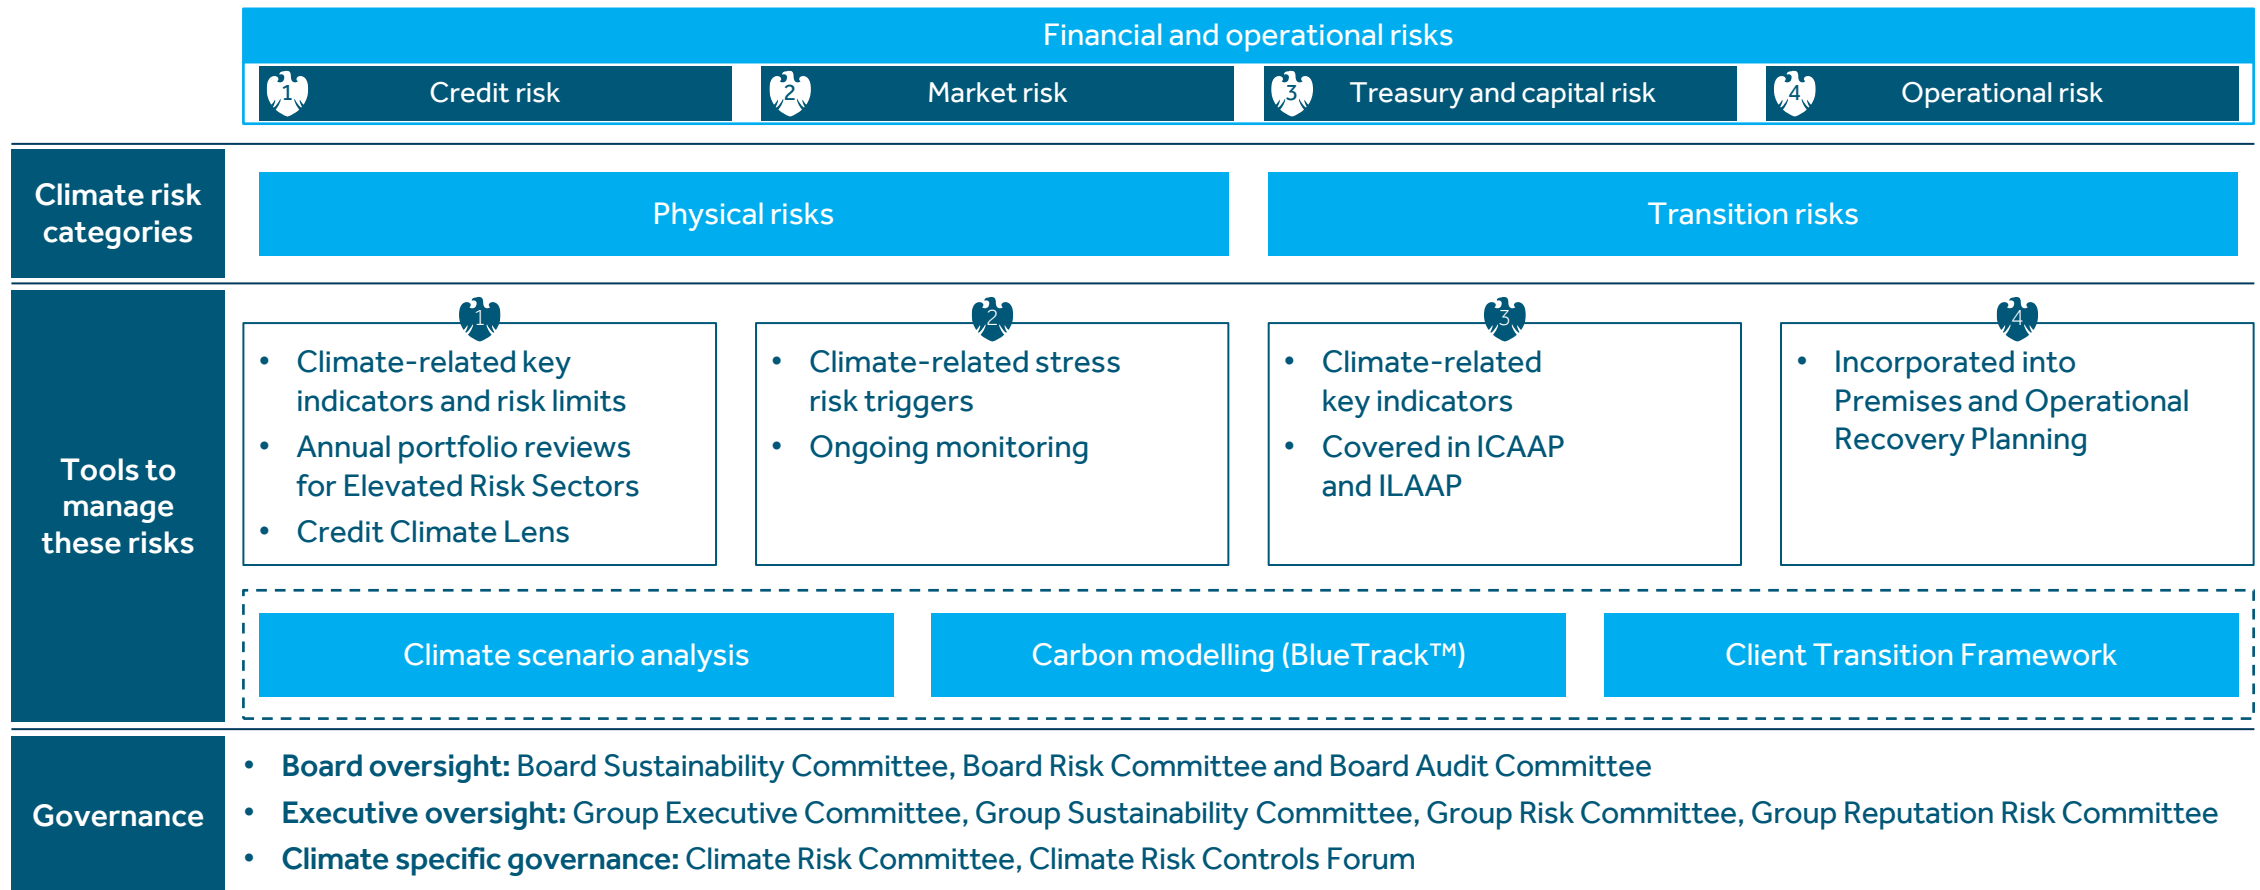 Financial and operational risks
1 Credit risk
2 Market risk
3 Treasury and capital risk
4 Operational risk
Climate risk
categories
Physical risks
Transition risks
Tools to
manage
these risks
1
• Climate-related key
indicators and risk limits
• Annual portfolio reviews
for Elevated Risk Sectors
• Credit Climate Lens
2
• Climate-related stress
risk triggers
• Ongoing monitoring
3
• Climate-related
key indicators
• Covered in ICAAP
and ILAAP
4
• Incorporated into
Premises and Operational
Recovery Planning
Climate scenario analysis
Carbon modelling (BlueTrack™)
Client Transition Framework
Governance
• Board oversight: Board Sustainability Committee, Board Risk Committee and Board Audit Committee
• Executive oversight: Group Executive Committee, Group Sustainability Committee, Group Risk Committee, Group Reputation Risk Committee
• Climate specific governance: Climate Risk Committee, Climate Risk Controls Forum